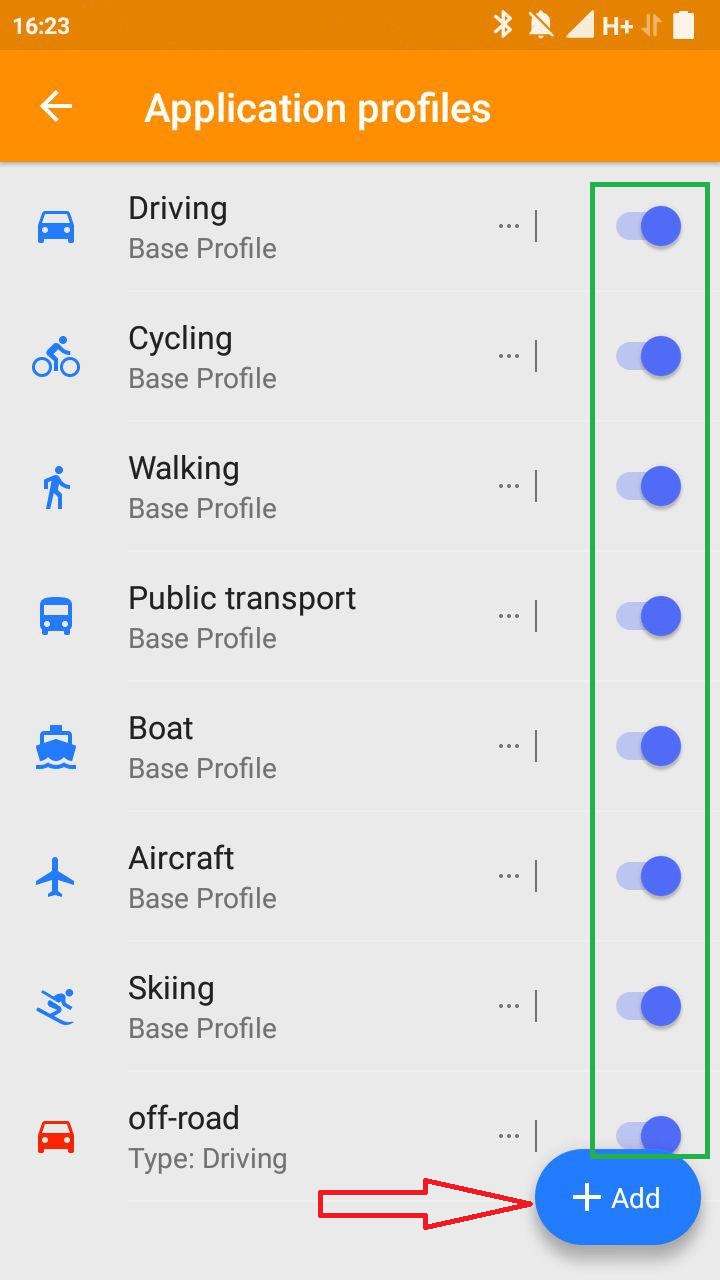 16:23
H+
Application profiles
Driving
Base Profile
Cycling
Base Profile
Walking
Base Profile
Public transport
Base Profile
Boat
Base Profile
Aircraft
Base Profile
Skiing
Base Profile
off-road
Type: Driving
+ Add